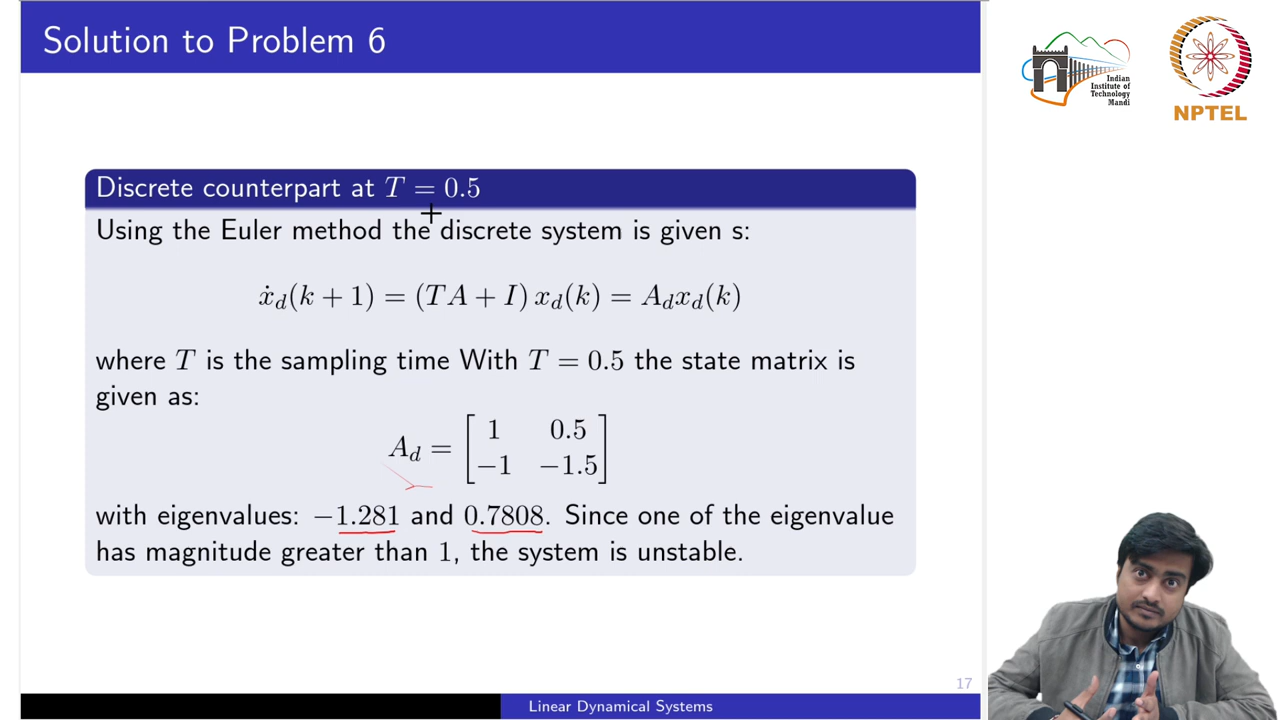 Solution to Problem 6
Indian
Institute of
Technology
Mandi
NPTEL
Discrete counterpart at T = 0.5
Using the Euler method the discrete system is given s:
ẋ_d(k + 1) = (TA + I) x_d(k) = A_d x_d(k)
where T is the sampling time With T = 0.5 the state matrix is
given as:
A_d = [1 0.5
−1 −1.5]
with eigenvalues: −1.281 and 0.7808. Since one of the eigenvalue
has magnitude greater than 1, the system is unstable.
17
Linear Dynamical Systems